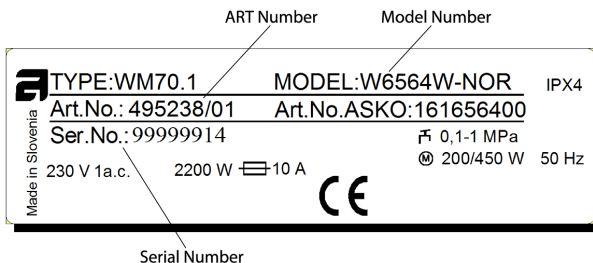 ART Number Model Number
TYPE:WM70.1 MODEL:W6564W-NOR IPX4
Art.No.: 495238/01 Art.No.ASKO:161656400
Ser.No.: 99999914 0,1-1 MPa
M 200/450 W 50 Hz
230 V 1a.c. 2200 W 10 A
Made in Slovenia
CE
Serial Number